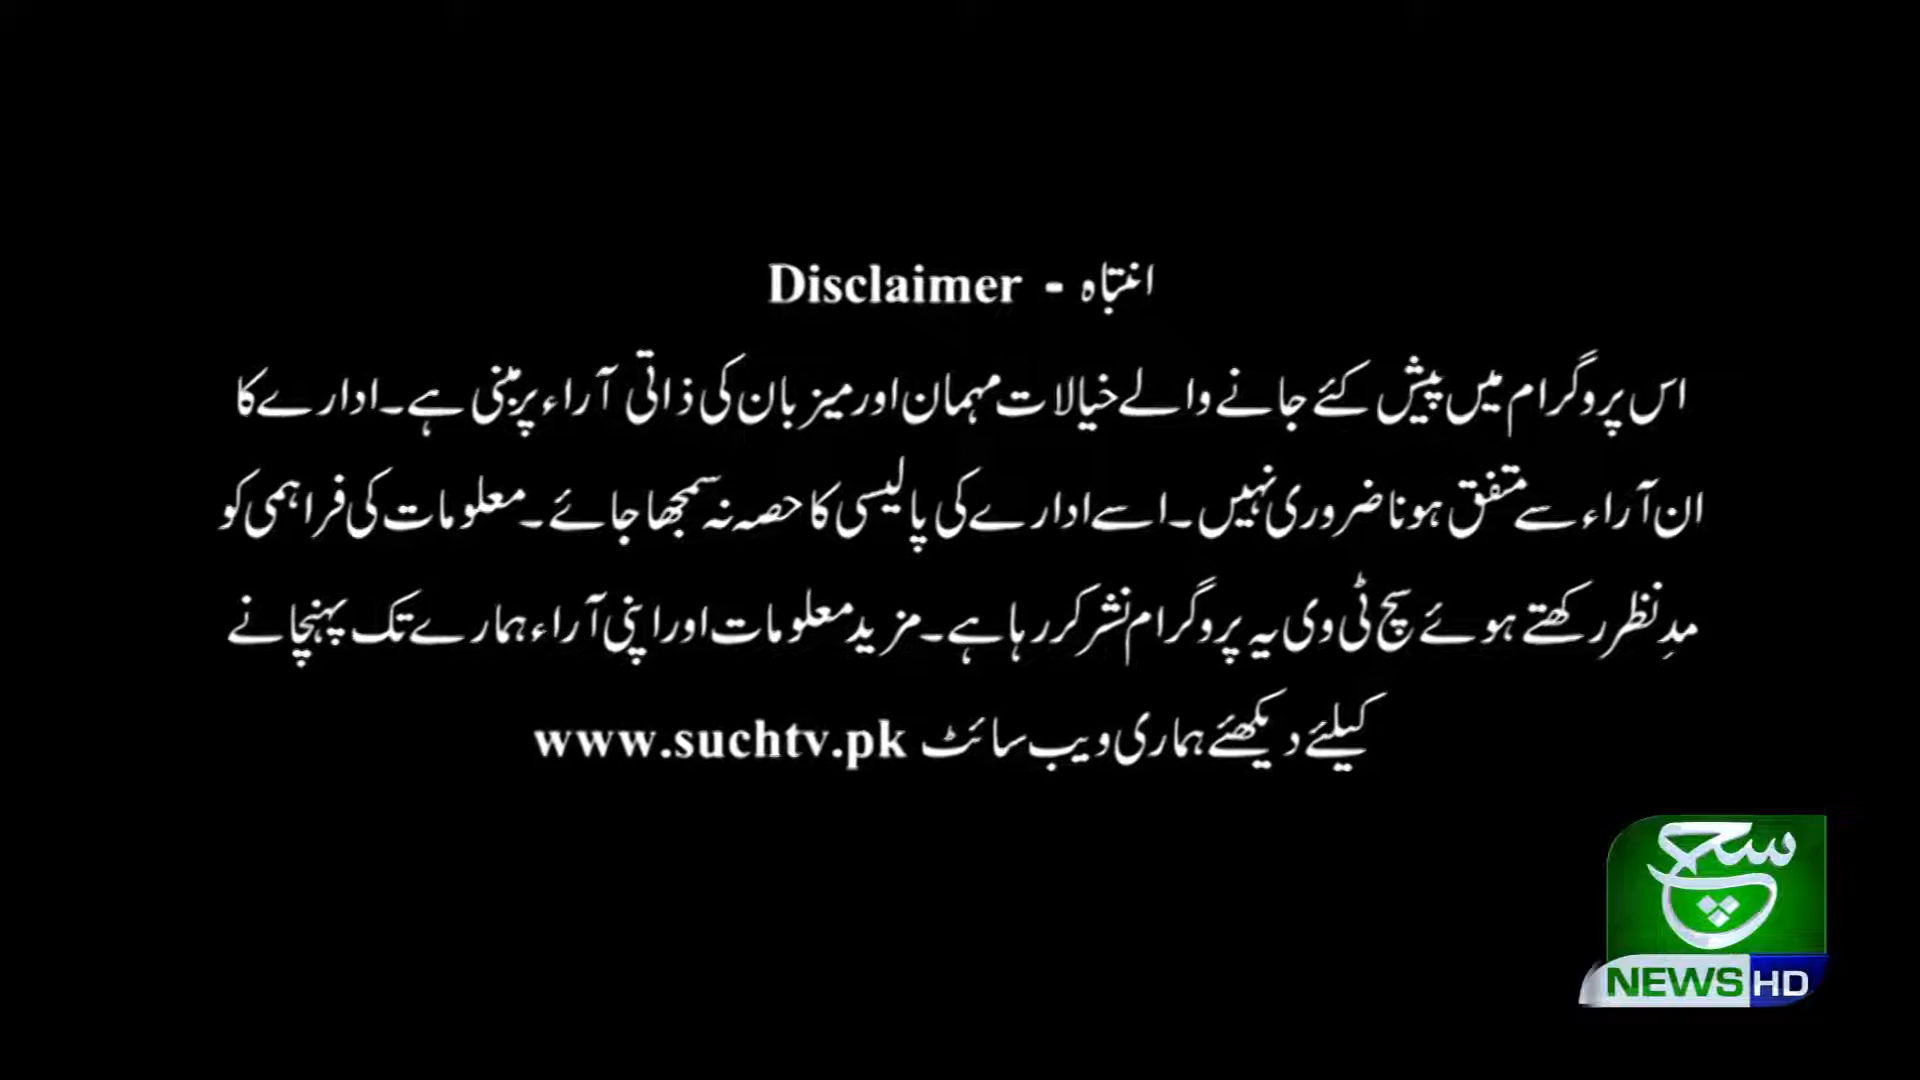 انتباہ - Disclaimer
اس پروگرام میں پیش کئے جانے والے خیالات مہمان اور میزبان کی ذاتی آراء پر مبنی ہے۔ ادارے کا
ان آراء سے متفق ہونا ضروری نہیں۔ اسے ادارے کی پالیسی کا حصہ نہ سمجھا جائے۔ معلومات کی فراہمی کو
مدِنظر رکھتے ہوئے سچ ٹی وی یہ پروگرام نشر کر رہا ہے۔ مزید معلومات اور اپنی آراء ہمارے تک پہنچانے
کیلئے دیکھئے ہماری ویب سائٹ www.suchtv.pk
سچ
NEWS HD